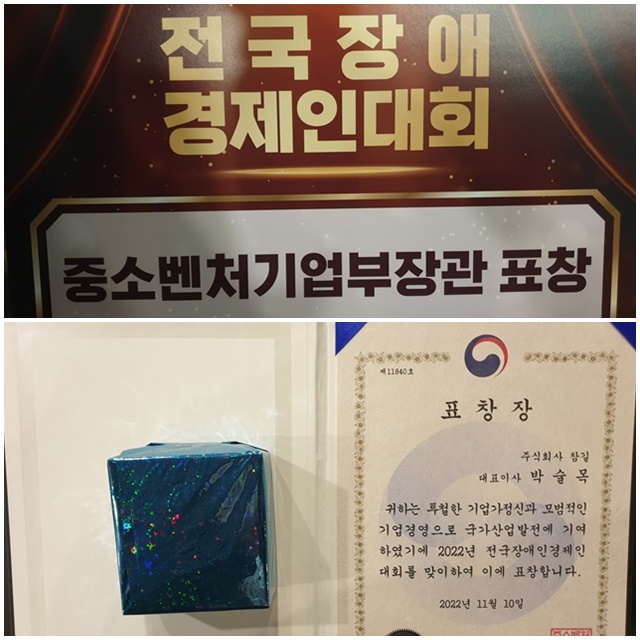 전국장애
경제인대회
중소벤처기업부장관 표창
제11840호
표창장
주식회사 참길
대표이사 박슬목
귀하는 투철한 기업가정신과 모범적인
기업경영으로 국가산업발전에 기여
하였기에 2022년 전국장애인경제인
대회를 맞이하여 이에 표창합니다.
2022년 11월 10일